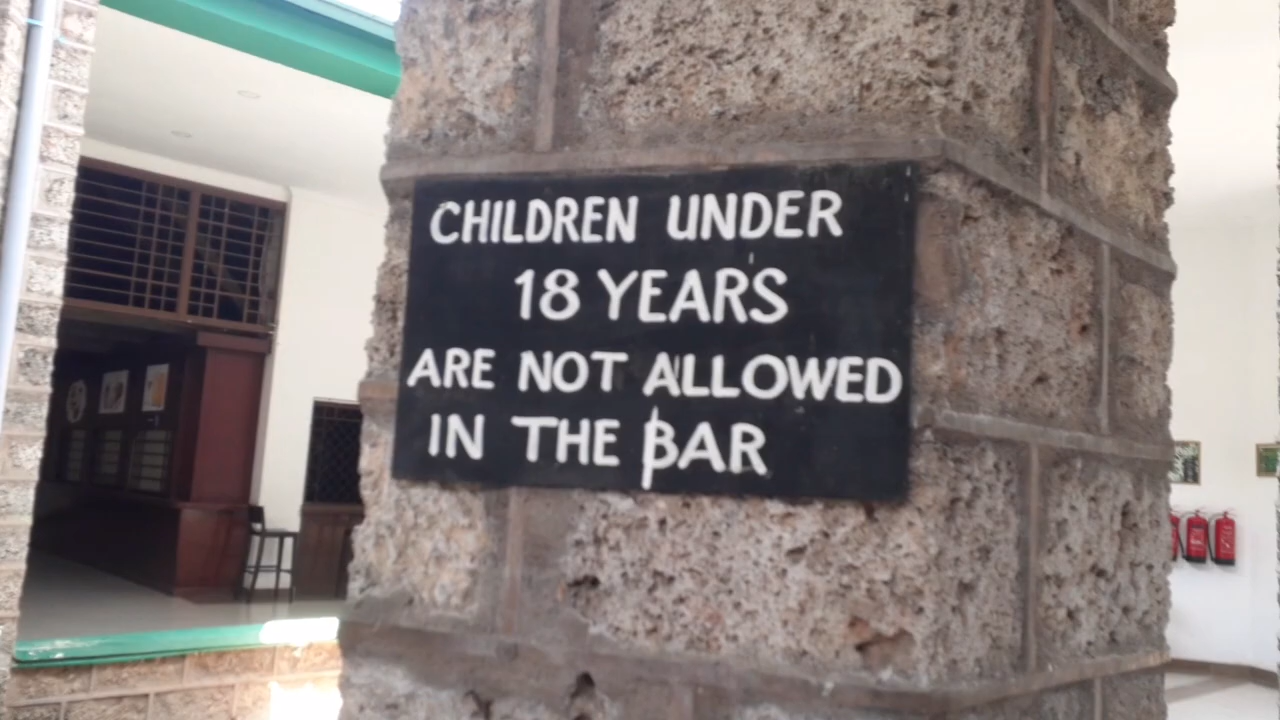 CHILDREN UNDER
18 YEARS
ARE NOT ALLOWED
IN THE BAR